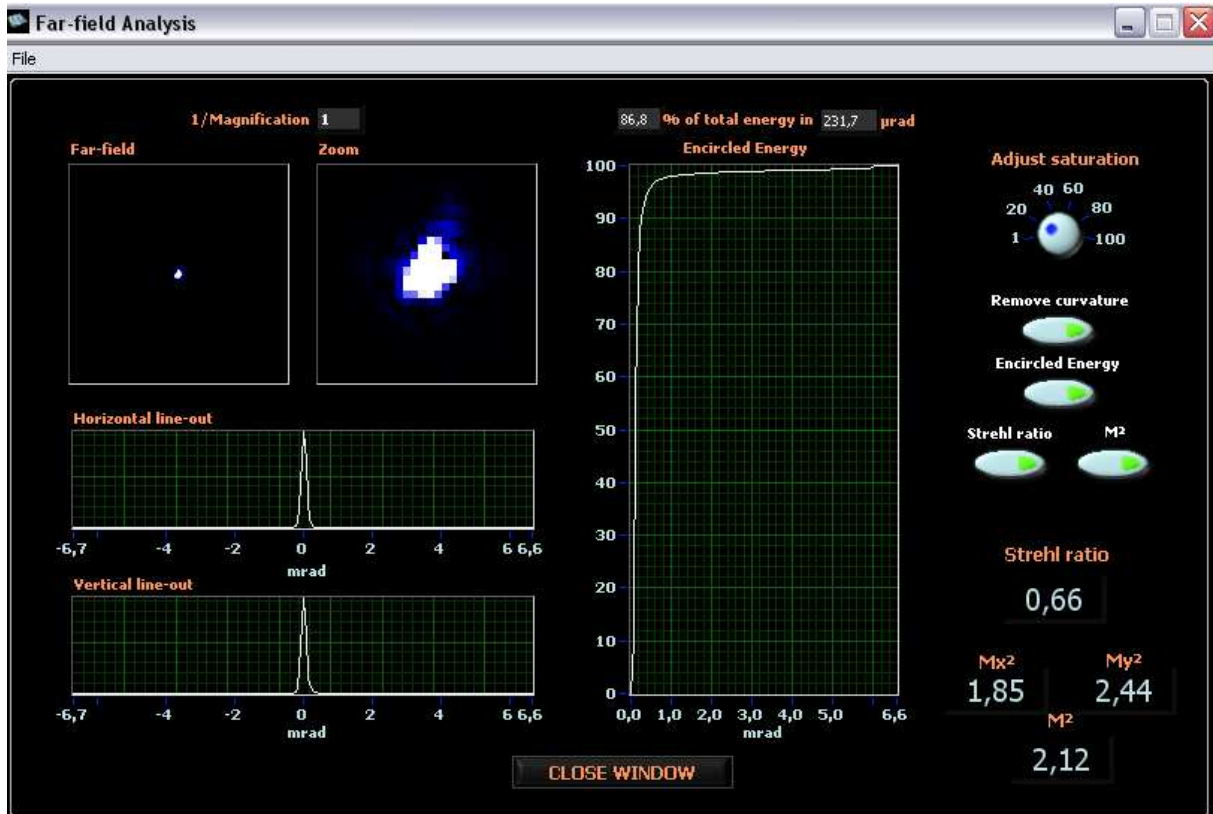 Far-field Analysis
File
1/Magnification 1
86,8 % of total energy in 231,7 µrad
Far-field
Zoom
Encircled Energy
100
90
80
70
60
50
40
30
20
10
0
0,0 1,0 2,0 3,0 4,0 5,0 6,6
mrad
Horizontal line-out
-6,7 -4 -2 0 2 4 6 6,6
mrad
Vertical line-out
-6,7 -4 -2 0 2 4 6 6,6
mrad
Adjust saturation
40 60
20 80
1 100
Remove curvature
Encircled Energy
Strehl ratio M²
Strehl ratio
0,66
Mx² My²
1,85 2,44
M²
2,12
CLOSE WINDOW